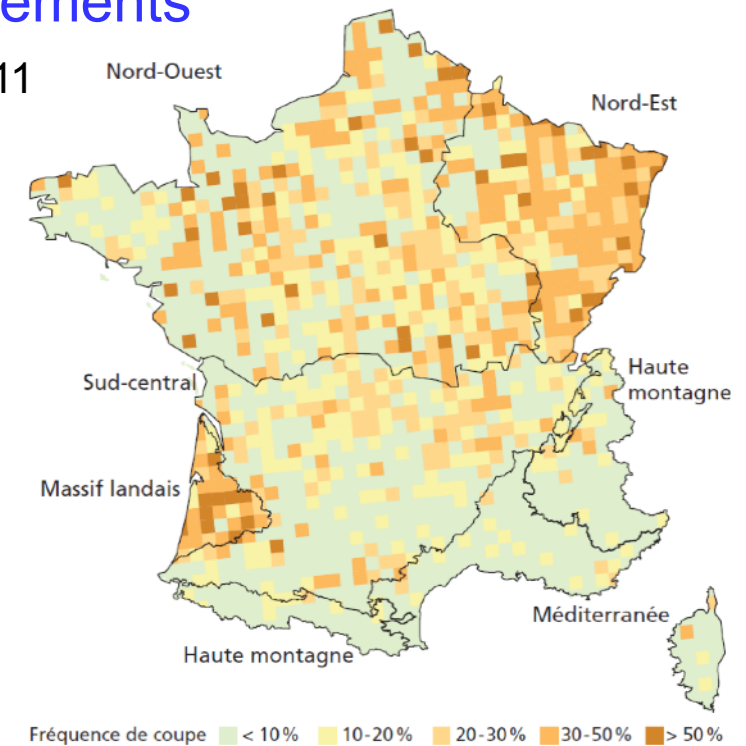 ements
11
Nord-Ouest
Nord-Est
Sud-central
Haute
montagne
Massif landais
Méditerranée
Haute montagne
Fréquence de coupe < 10 % 10-20 % 20-30 % 30-50 % > 50 %